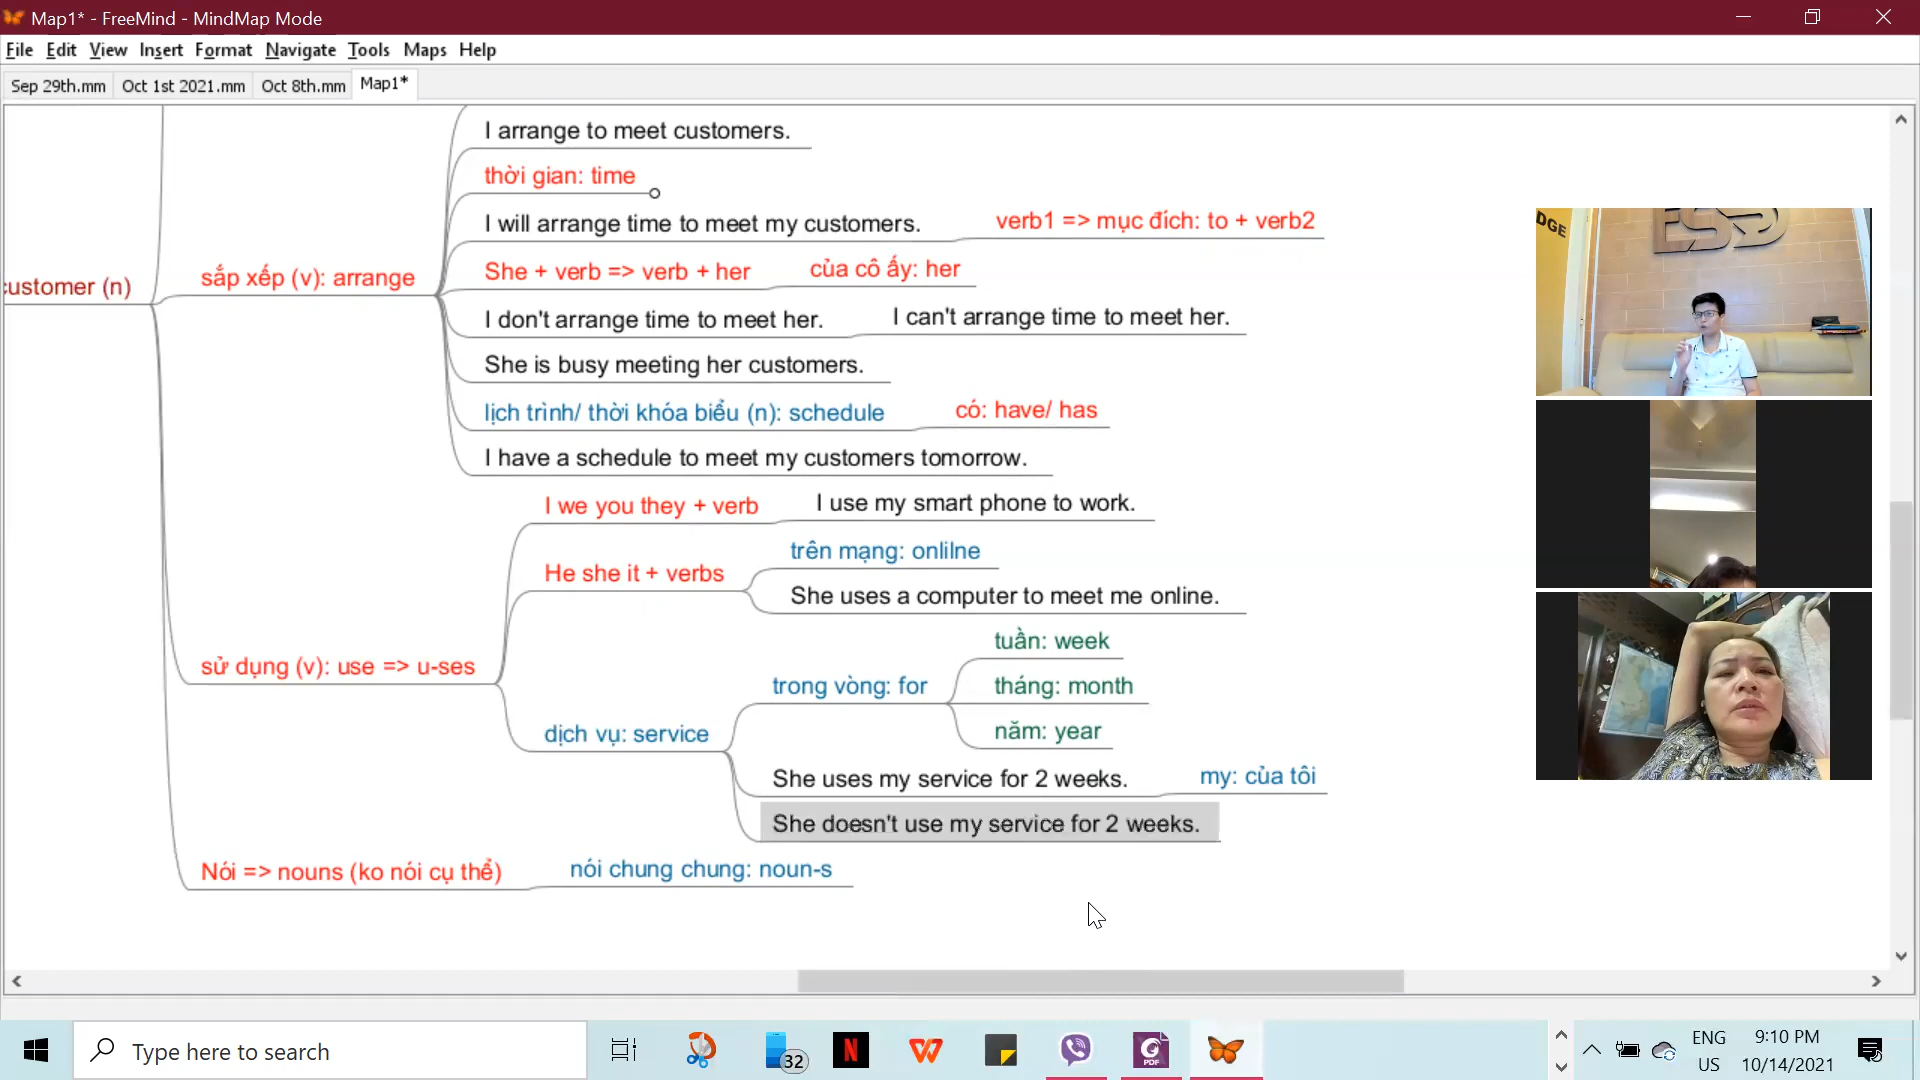 Map1* - FreeMind - MindMap Mode
File Edit View Insert Format Navigate Tools Maps Help
Sep 29th.mm Oct 1st 2021.mm Oct 8th.mm Map1*
I arrange to meet customers.
thời gian: time
I will arrange time to meet my customers. verb1 => mục đích: to + verb2
customer (n)
sắp xếp (v): arrange
She + verb => verb + her của cô ấy: her
I don't arrange time to meet her. I can't arrange time to meet her.
She is busy meeting her customers.
lịch trình/ thời khóa biểu (n): schedule có: have/ has
I have a schedule to meet my customers tomorrow.
I we you they + verb I use my smart phone to work.
trên mạng: onlilne
He she it + verbs
She uses a computer to meet me online.
tuần: week
sử dụng (v): use => u-ses
trong vòng: for
tháng: month
năm: year
dịch vụ: service
She uses my service for 2 weeks. my: của tôi
She doesn't use my service for 2 weeks.
Nói => nouns (ko nói cụ thể) nói chung chung: noun-s
DGE
ESD
Type here to search
32
PDF
ENG
US
9:10 PM
10/14/2021